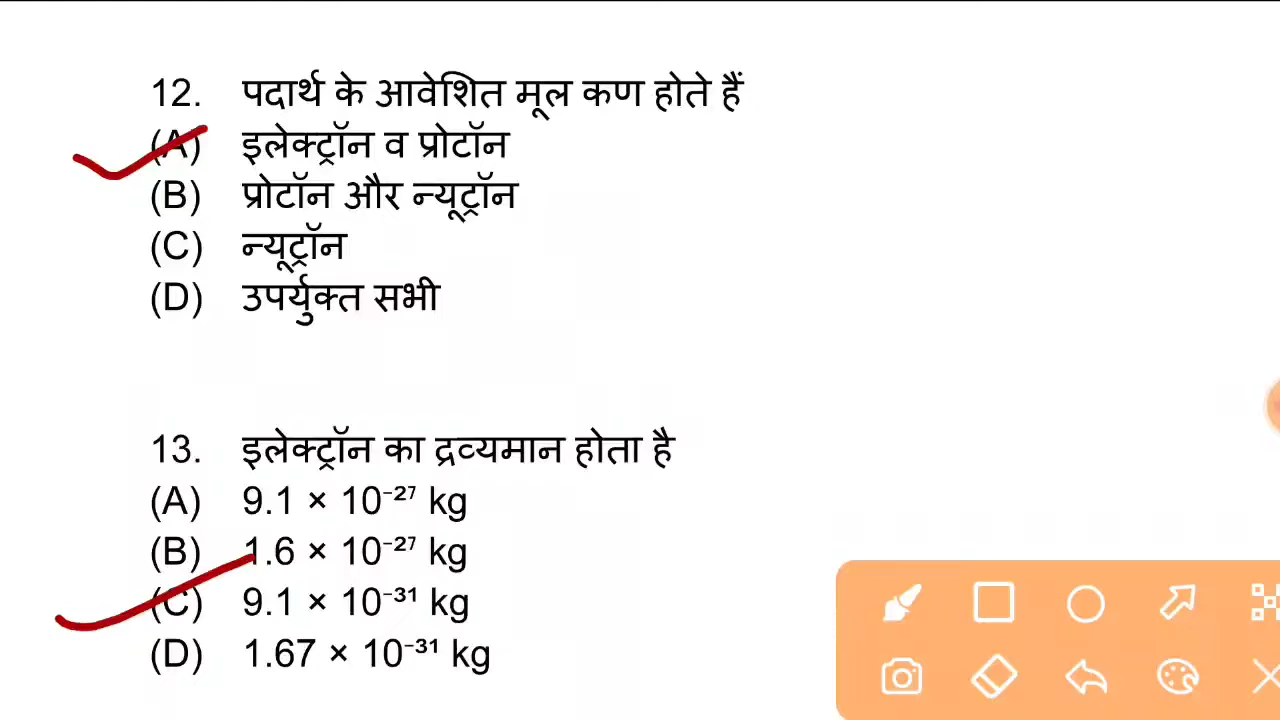 12. पदार्थ के आवेशित मूल कण होते हैं
(A) इलेक्ट्रॉन व प्रोटॉन
(B) प्रोटॉन और न्यूट्रॉन
(C) न्यूट्रॉन
(D) उपर्युक्त सभी
13. इलेक्ट्रॉन का द्रव्यमान होता है
(A) 9.1 × 10⁻²⁷ kg
(B) 1.6 × 10⁻²⁷ kg
(C) 9.1 × 10⁻³¹ kg
(D) 1.67 × 10⁻³¹ kg